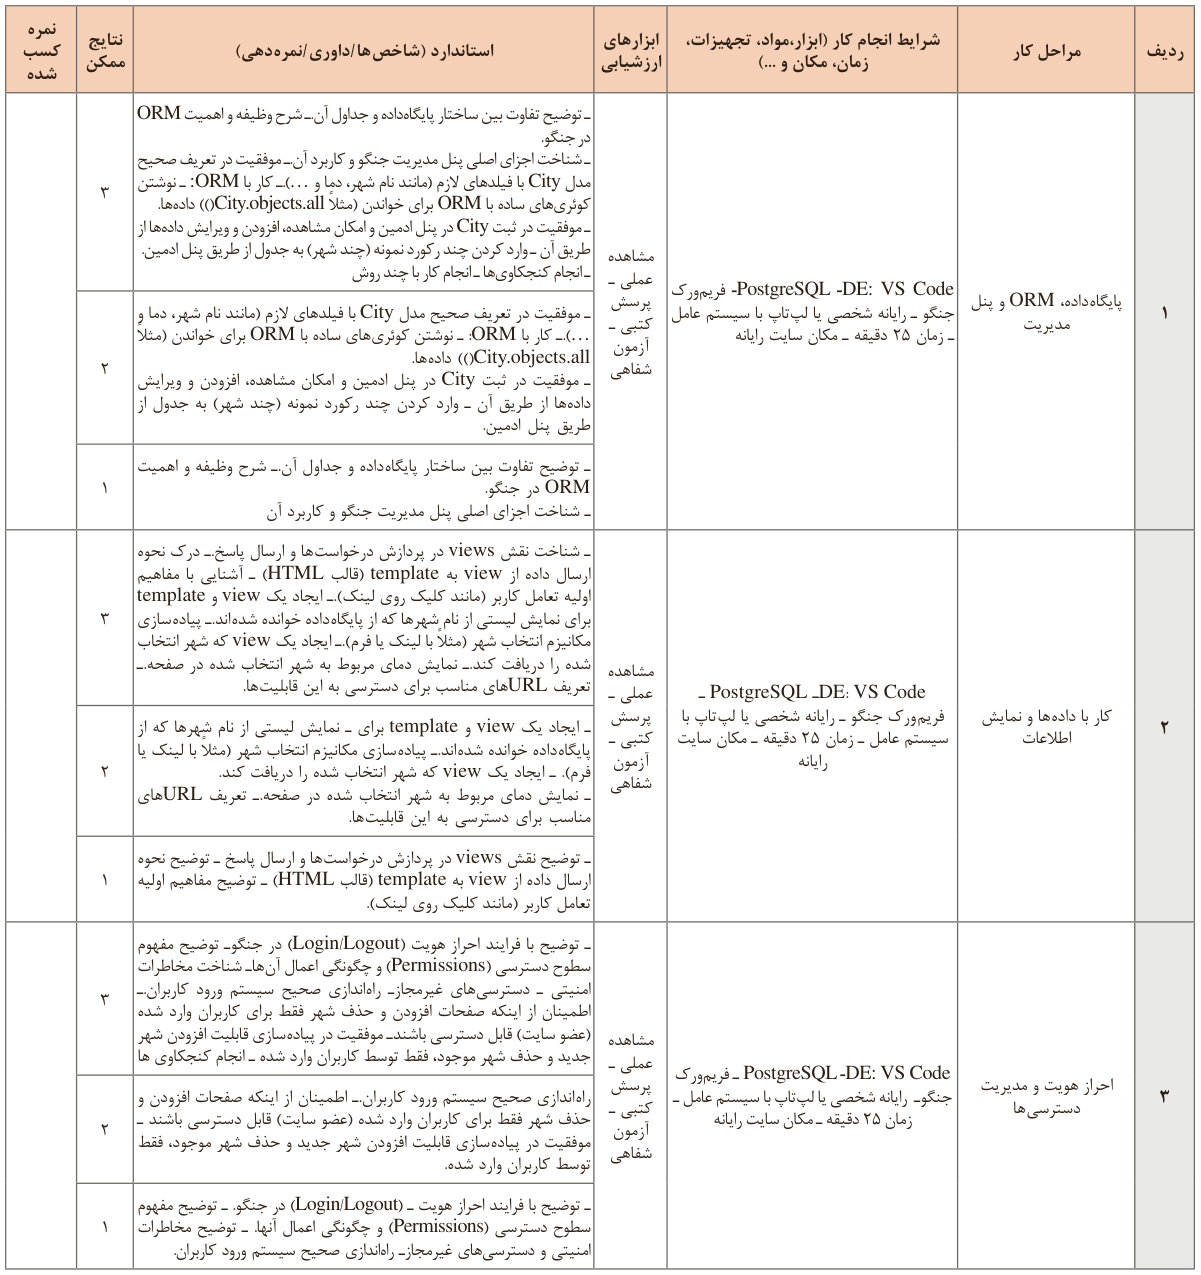 ردیف
مراحل کار
شرایط انجام کار (ابزار،مواد، تجهیزات،
زمان، مکان و ...)
ابزارهای
ارزشیابی
استاندارد (شاخص‌ها/داوری/نمره‌دهی)
نتایج
ممکن
نمره
کسب
شده
۱
پایگاه‌داده، ORM و پنل
مدیریت
PostgreSQL -DE: VS Code- فریم‌ورک
جنگو ـ رایانه شخصی یا لپ‌تاپ با سیستم عامل
ـ زمان ۲۵ دقیقه ـ مکان سایت رایانه
مشاهده
عملی ـ
پرسش
کتبی ـ
آزمون
شفاهی
ـ توضیح تفاوت بین ساختار پایگاه‌داده و جداول آن.ـ شرح وظیفه و اهمیت ORM
در جنگو.
ـ شناخت اجزای اصلی پنل مدیریت جنگو و کاربرد آن.ـ موفقیت در تعریف صحیح
مدل City با فیلدهای لازم (مانند نام شهر، دما و …).ـ کار با ORM: ـ نوشتن
کوئری‌های ساده با ORM برای خواندن (مثلاً City.objects.all()) داده‌ها.
ـ موفقیت در ثبت City در پنل ادمین و امکان مشاهده، افزودن و ویرایش داده‌ها از
طریق آن ـ وارد کردن چند رکورد نمونه (چند شهر) به جدول از طریق پنل ادمین.
ـ انجام کنجکاوی‌ها ـ انجام کار با چند روش
۳
ـ موفقیت در تعریف صحیح مدل City با فیلدهای لازم (مانند نام شهر، دما و
…).ـ کار با ORM: ـ نوشتن کوئری‌های ساده با ORM برای خواندن (مثلاً
City.objects.all()) داده‌ها.
ـ موفقیت در ثبت City در پنل ادمین و امکان مشاهده، افزودن و ویرایش
داده‌ها از طریق آن ـ وارد کردن چند رکورد نمونه (چند شهر) به جدول از
طریق پنل ادمین.
۲
ـ توضیح تفاوت بین ساختار پایگاه‌داده و جداول آن.ـ شرح وظیفه و اهمیت
ORM در جنگو.
ـ شناخت اجزای اصلی پنل مدیریت جنگو و کاربرد آن
۱
۲
کار با داده‌ها و نمایش
اطلاعات
PostgreSQL ـDE: VS Code ـ
فریم‌ورک جنگو ـ رایانه شخصی یا لپ‌تاپ با
سیستم عامل ـ زمان ۲۵ دقیقه ـ مکان سایت
رایانه
مشاهده
عملی ـ
پرسش
کتبی ـ
آزمون
شفاهی
ـ شناخت نقش views در پردازش درخواست‌ها و ارسال پاسخ.ـ درک نحوه
ارسال داده از view به template (قالب HTML) ـ آشنایی با مفاهیم
اولیه تعامل کاربر (مانند کلیک روی لینک).ـ ایجاد یک view و template
برای نمایش لیستی از نام شهرها که از پایگاه‌داده خوانده شده‌اند.ـ پیاده‌سازی
مکانیزم انتخاب شهر (مثلاً با لینک یا فرم).ـ ایجاد یک view که شهر انتخاب
شده را دریافت کند.ـ نمایش دمای مربوط به شهر انتخاب شده در صفحه.ـ
تعریف URLهای مناسب برای دسترسی به این قابلیت‌ها.
۳
ـ ایجاد یک view و template برای ـ نمایش لیستی از نام شهرها که از
پایگاه‌داده خوانده شده‌اند.ـ پیاده‌سازی مکانیزم انتخاب شهر (مثلاً با لینک یا
فرم). ـ ایجاد یک view که شهر انتخاب شده را دریافت کند.
ـ نمایش دمای مربوط به شهر انتخاب شده در صفحه.ـ تعریف URLهای
مناسب برای دسترسی به این قابلیت‌ها.
۲
ـ توضیح نقش views در پردازش درخواست‌ها و ارسال پاسخ ـ توضیح نحوه
ارسال داده از view به template (قالب HTML) ـ توضیح مفاهیم اولیه
تعامل کاربر (مانند کلیک روی لینک).
۱
۳
احراز هویت و مدیریت
دسترسی‌ها
PostgreSQL -DE: VS Code ـ فریم‌ورک
جنگوـ رایانه شخصی یا لپ‌تاپ با سیستم عامل ـ
زمان ۲۵ دقیقه ـ مکان سایت رایانه
مشاهده
عملی ـ
پرسش
کتبی ـ
آزمون
شفاهی
ـ توضیح با فرایند احراز هویت (Login/Logout) در جنگوـ توضیح مفهوم
سطوح دسترسی (Permissions) و چگونگی اعمال آن‌هاـ شناخت مخاطرات
امنیتی ـ دسترسی‌های غیرمجازـ راه‌اندازی صحیح سیستم ورود کاربران.ـ
اطمینان از اینکه صفحات افزودن و حذف شهر فقط برای کاربران وارد شده
(عضو سایت) قابل دسترسی باشندـ موفقیت در پیاده‌سازی قابلیت افزودن شهر
جدید و حذف شهر موجود، فقط توسط کاربران وارد شده ـ انجام کنجکاوی ها
۳
راه‌اندازی صحیح سیستم ورود کاربران.ـ اطمینان از اینکه صفحات افزودن و
حذف شهر فقط برای کاربران وارد شده (عضو سایت) قابل دسترسی باشند ـ
موفقیت در پیاده‌سازی قابلیت افزودن شهر جدید و حذف شهر موجود، فقط
توسط کاربران وارد شده.
۲
ـ توضیح با فرایند احراز هویت ـ (Login/Logout) در جنگو. ـ توضیح مفهوم
سطوح دسترسی (Permissions) و چگونگی اعمال آنها. ـ توضیح مخاطرات
امنیتی و دسترسی‌های غیرمجازـ راه‌اندازی صحیح سیستم ورود کاربران.
۱